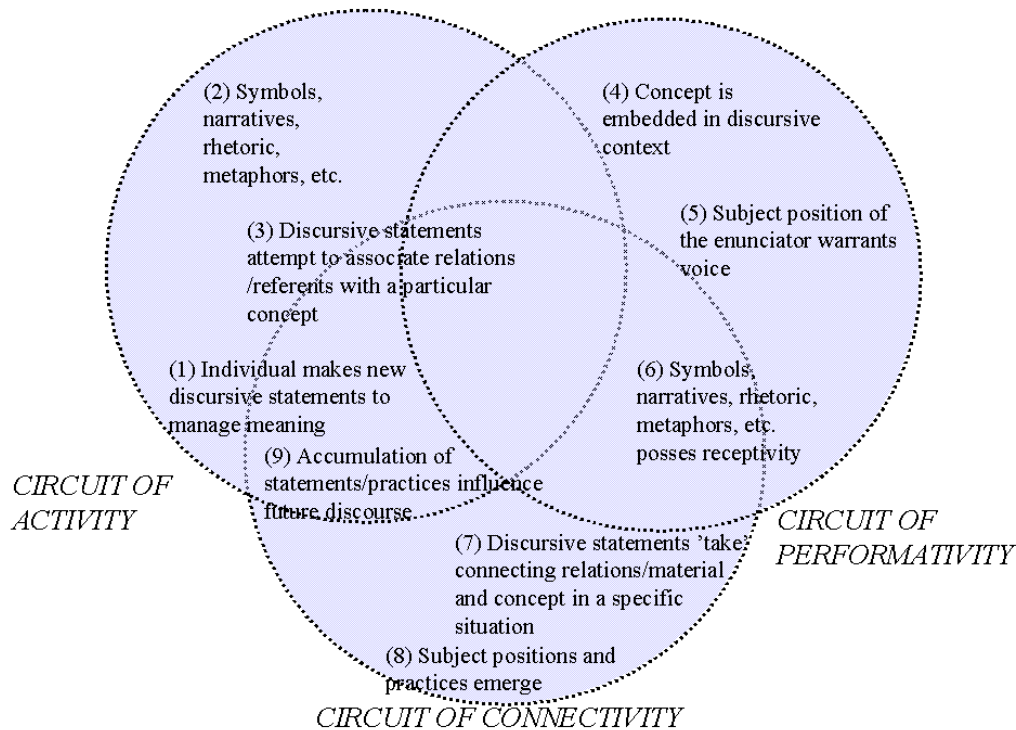 (2) Symbols,
narratives,
rhetoric,
metaphors, etc.
(4) Concept is
embedded in discursive
context
(3) Discursive statements
attempt to associate relations
/referents with a particular
concept
(5) Subject position of
the enunciator warrants
voice
(1) Individual makes new
discursive statements to
manage meaning
(6) Symbols,
narratives, rhetoric,
metaphors, etc.
posses receptivity
(9) Accumulation of
statements/practices influence
future discourse
CIRCUIT OF
ACTIVITY
CIRCUIT OF
PERFORMATIVITY
(7) Discursive statements 'take'
connecting relations/material
and concept in a specific
situation
(8) Subject positions and
practices emerge
CIRCUIT OF CONNECTIVITY